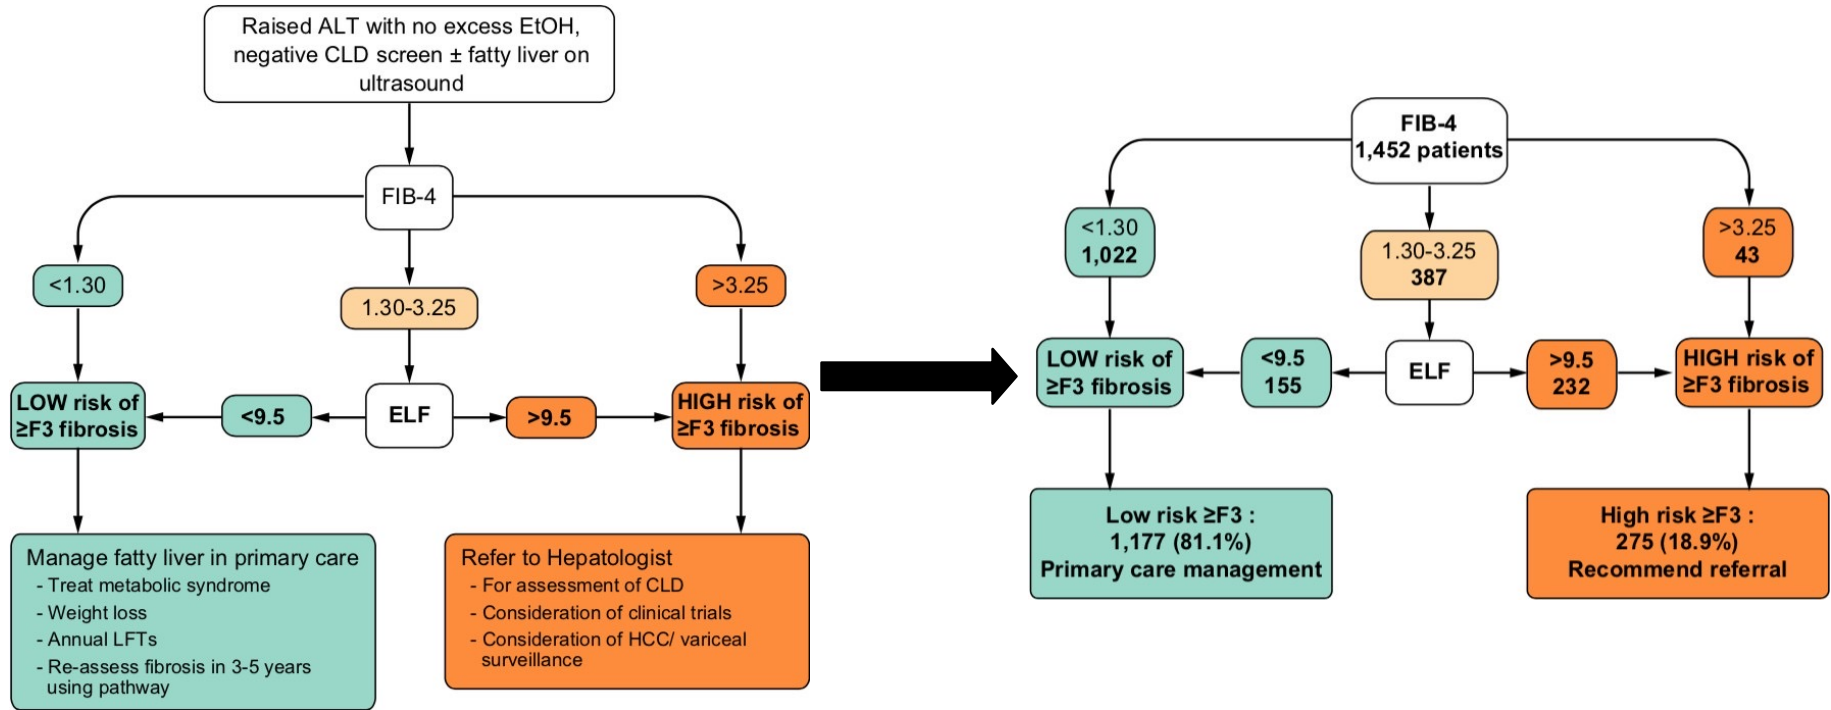 Raised ALT with no excess EtOH,
negative CLD screen ± fatty liver on
ultrasound
FIB-4
<1.30
1.30-3.25
>3.25
LOW risk of
≥F3 fibrosis
<9.5
ELF
>9.5
HIGH risk of
≥F3 fibrosis
Manage fatty liver in primary care
- Treat metabolic syndrome
- Weight loss
- Annual LFTs
- Re-assess fibrosis in 3-5 years
using pathway
Refer to Hepatologist
- For assessment of CLD
- Consideration of clinical trials
- Consideration of HCC/ variceal
surveillance
FIB-4
1,452 patients
<1.30
1,022
1.30-3.25
387
>3.25
43
LOW risk of
≥F3 fibrosis
<9.5
155
ELF
>9.5
232
HIGH risk of
≥F3 fibrosis
Low risk ≥F3 :
1,177 (81.1%)
Primary care management
High risk ≥F3 :
275 (18.9%)
Recommend referral